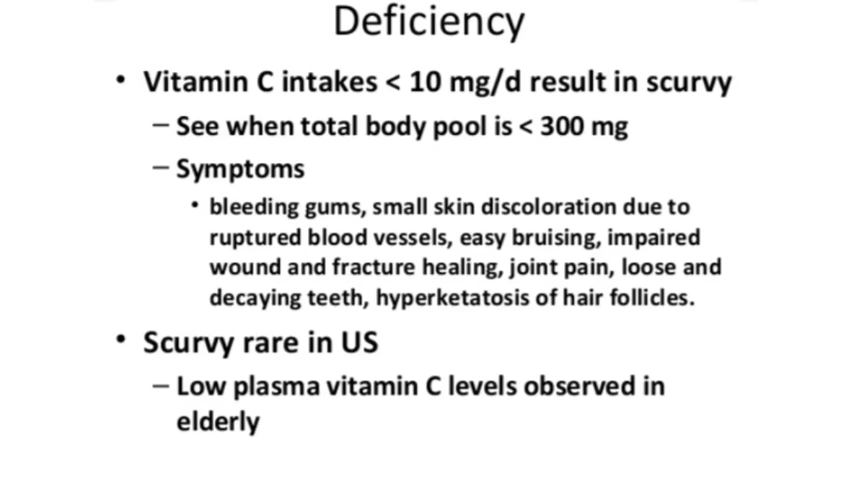 Deficiency
• Vitamin C intakes < 10 mg/d result in scurvy
– See when total body pool is < 300 mg
– Symptoms
• bleeding gums, small skin discoloration due to
ruptured blood vessels, easy bruising, impaired
wound and fracture healing, joint pain, loose and
decaying teeth, hyperketatosis of hair follicles.
• Scurvy rare in US
– Low plasma vitamin C levels observed in
elderly